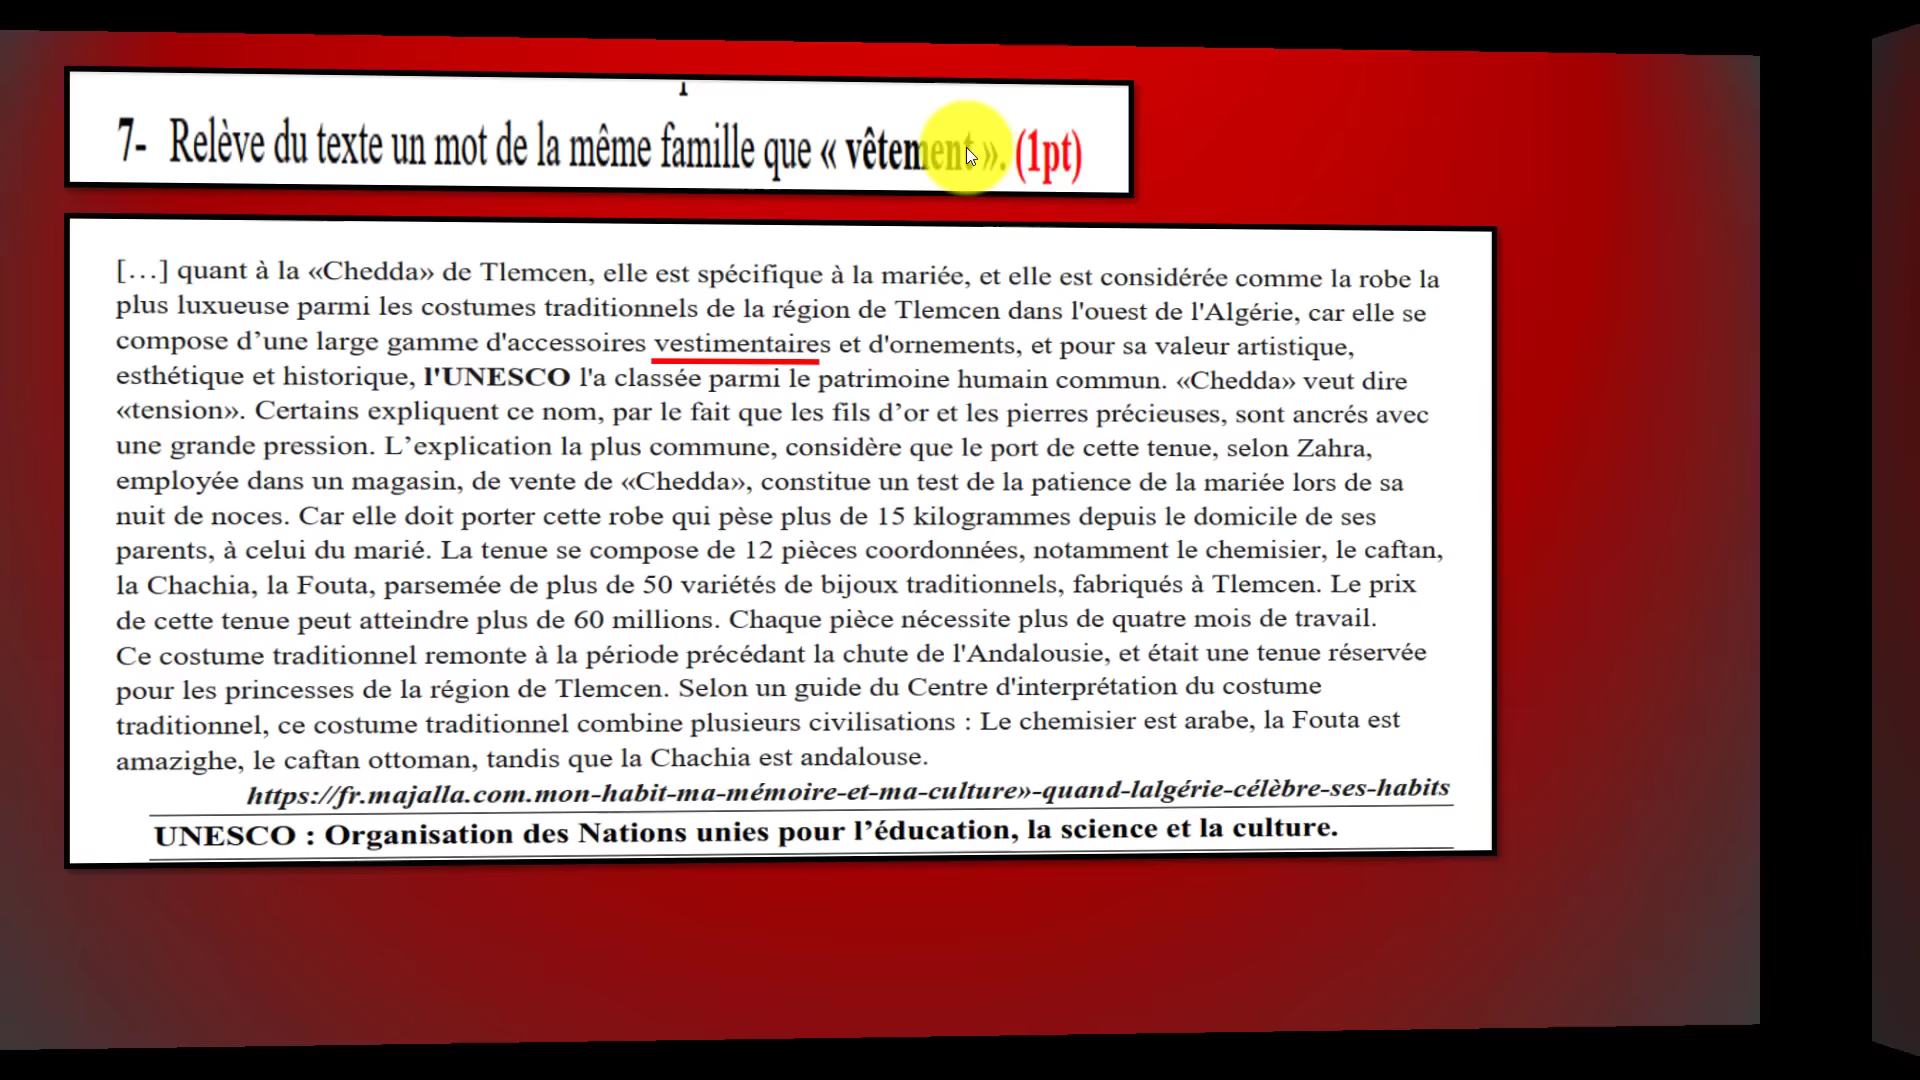 7- Relève du texte un mot de la même famille que « vêtement ». (1pt)
[…] quant à la «Chedda» de Tlemcen, elle est spécifique à la mariée, et elle est considérée comme la robe la
plus luxueuse parmi les costumes traditionnels de la région de Tlemcen dans l'ouest de l'Algérie, car elle se
compose d’une large gamme d'accessoires vestimentaires et d'ornements, et pour sa valeur artistique,
esthétique et historique, l'UNESCO l'a classée parmi le patrimoine humain commun. «Chedda» veut dire
«tension». Certains expliquent ce nom, par le fait que les fils d’or et les pierres précieuses, sont ancrés avec
une grande pression. L’explication la plus commune, considère que le port de cette tenue, selon Zahra,
employée dans un magasin, de vente de «Chedda», constitue un test de la patience de la mariée lors de sa
nuit de noces. Car elle doit porter cette robe qui pèse plus de 15 kilogrammes depuis le domicile de ses
parents, à celui du marié. La tenue se compose de 12 pièces coordonnées, notamment le chemisier, le caftan,
la Chachia, la Fouta, parsemée de plus de 50 variétés de bijoux traditionnels, fabriqués à Tlemcen. Le prix
de cette tenue peut atteindre plus de 60 millions. Chaque pièce nécessite plus de quatre mois de travail.
Ce costume traditionnel remonte à la période précédant la chute de l'Andalousie, et était une tenue réservée
pour les princesses de la région de Tlemcen. Selon un guide du Centre d'interprétation du costume
traditionnel, ce costume traditionnel combine plusieurs civilisations : Le chemisier est arabe, la Fouta est
amazighe, le caftan ottoman, tandis que la Chachia est andalouse.
https://fr.majalla.com.mon-habit-ma-mémoire-et-ma-culture»-quand-lalgérie-célèbre-ses-habits
UNESCO : Organisation des Nations unies pour l’éducation, la science et la culture.